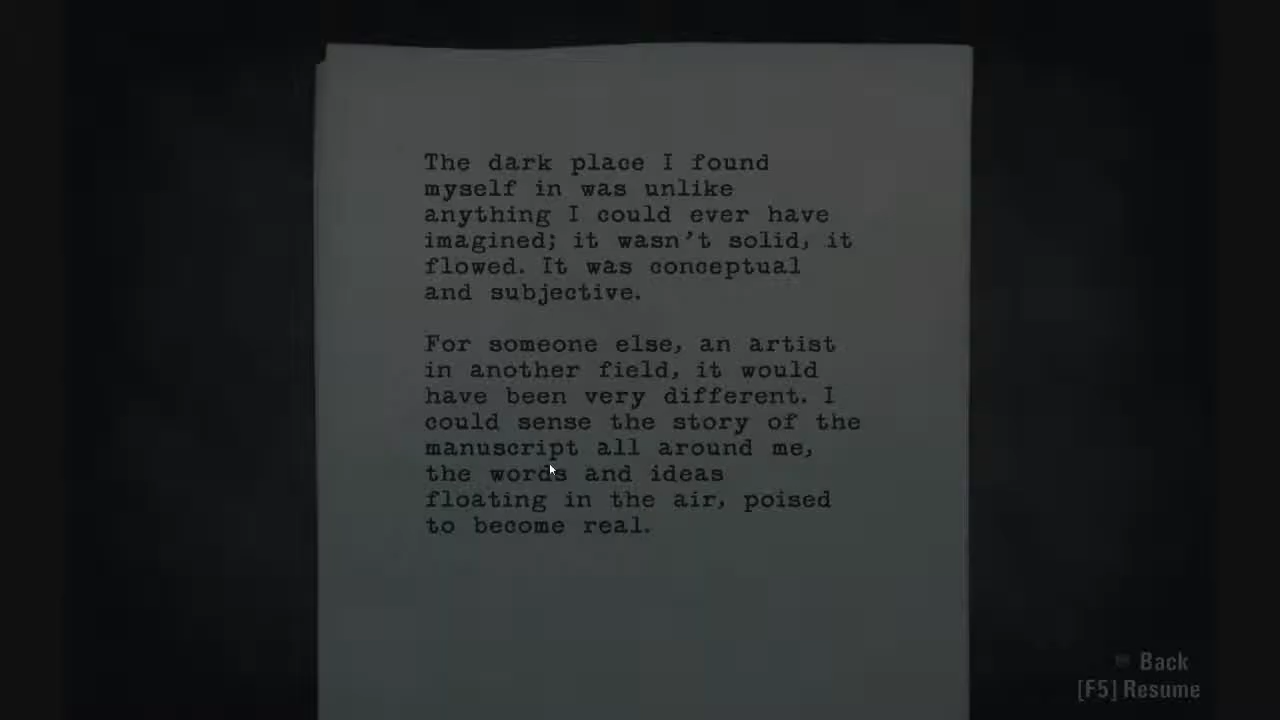 The dark place I found
myself in was unlike
anything I could ever have
imagined; it wasn't solid, it
flowed. It was conceptual
and subjective.
For someone else, an artist
in another field, it would
have been very different. I
could sense the story of the
manuscript all around me,
the words and ideas
floating in the air, poised
to become real.
Back
[F5] Resume